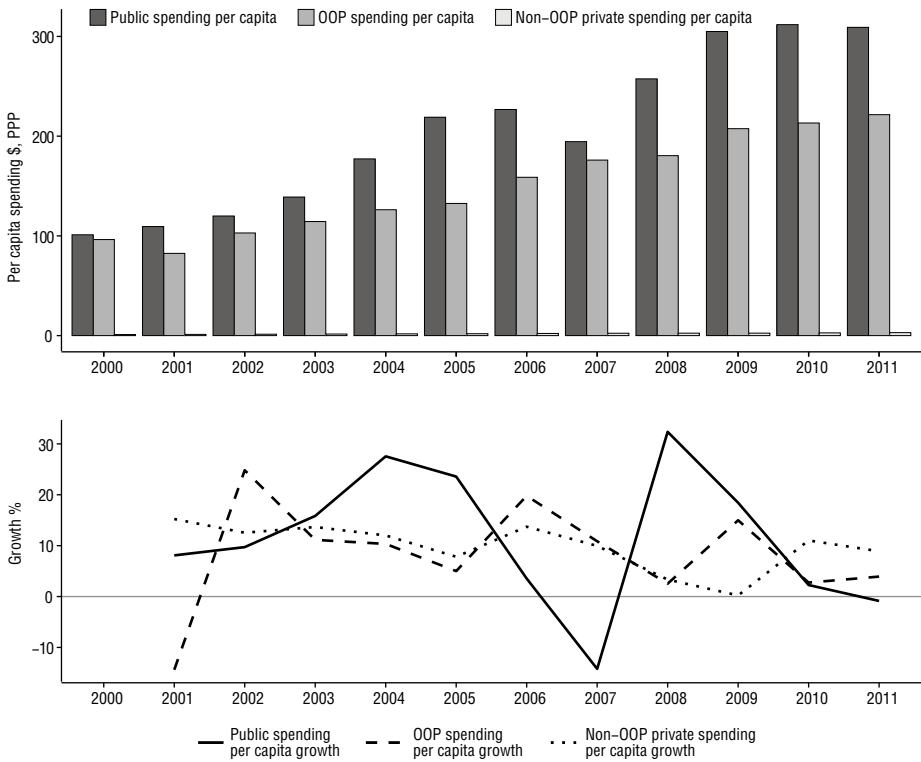 Public spending per capita OOP spending per capita Non−OOP private spending per capita
Per capita spending $, PPP
300
200
100
0
2000 2001 2002 2003 2004 2005 2006 2007 2008 2009 2010 2011
Growth %
30
20
10
0
−10
2000 2001 2002 2003 2004 2005 2006 2007 2008 2009 2010 2011
Public spending
per capita growth
OOP spending
per capita growth
Non−OOP private spending
per capita growth